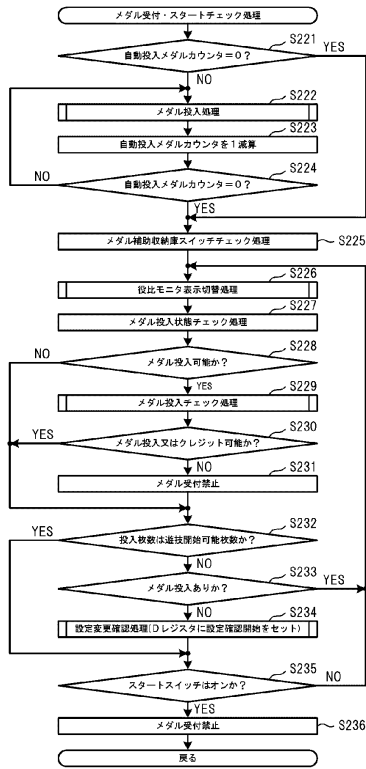 メダル受付・スタートチェック処理
S221
自動投入メダルカウンタ=0?
YES
NO
S222
メダル投入処理
S223
自動投入メダルカウンタを1減算
S224
NO
自動投入メダルカウンタ=0?
YES
メダル補助収納庫スイッチチェック処理
S225
S226
役比モニタ表示切替処理
S227
メダル投入状態チェック処理
S228
NO
メダル投入可能か?
YES
S229
メダル投入チェック処理
S230
YES
メダル投入又はクレジット可能か?
NO
S231
メダル受付禁止
S232
YES
投入枚数は遊技開始可能枚数か?
NO
S233
メダル投入ありか?
YES
NO
S234
設定変更確認処理(Dレジスタに設定確認開始をセット)
S235
スタートスイッチはオンか?
NO
YES
メダル受付禁止
S236
戻る